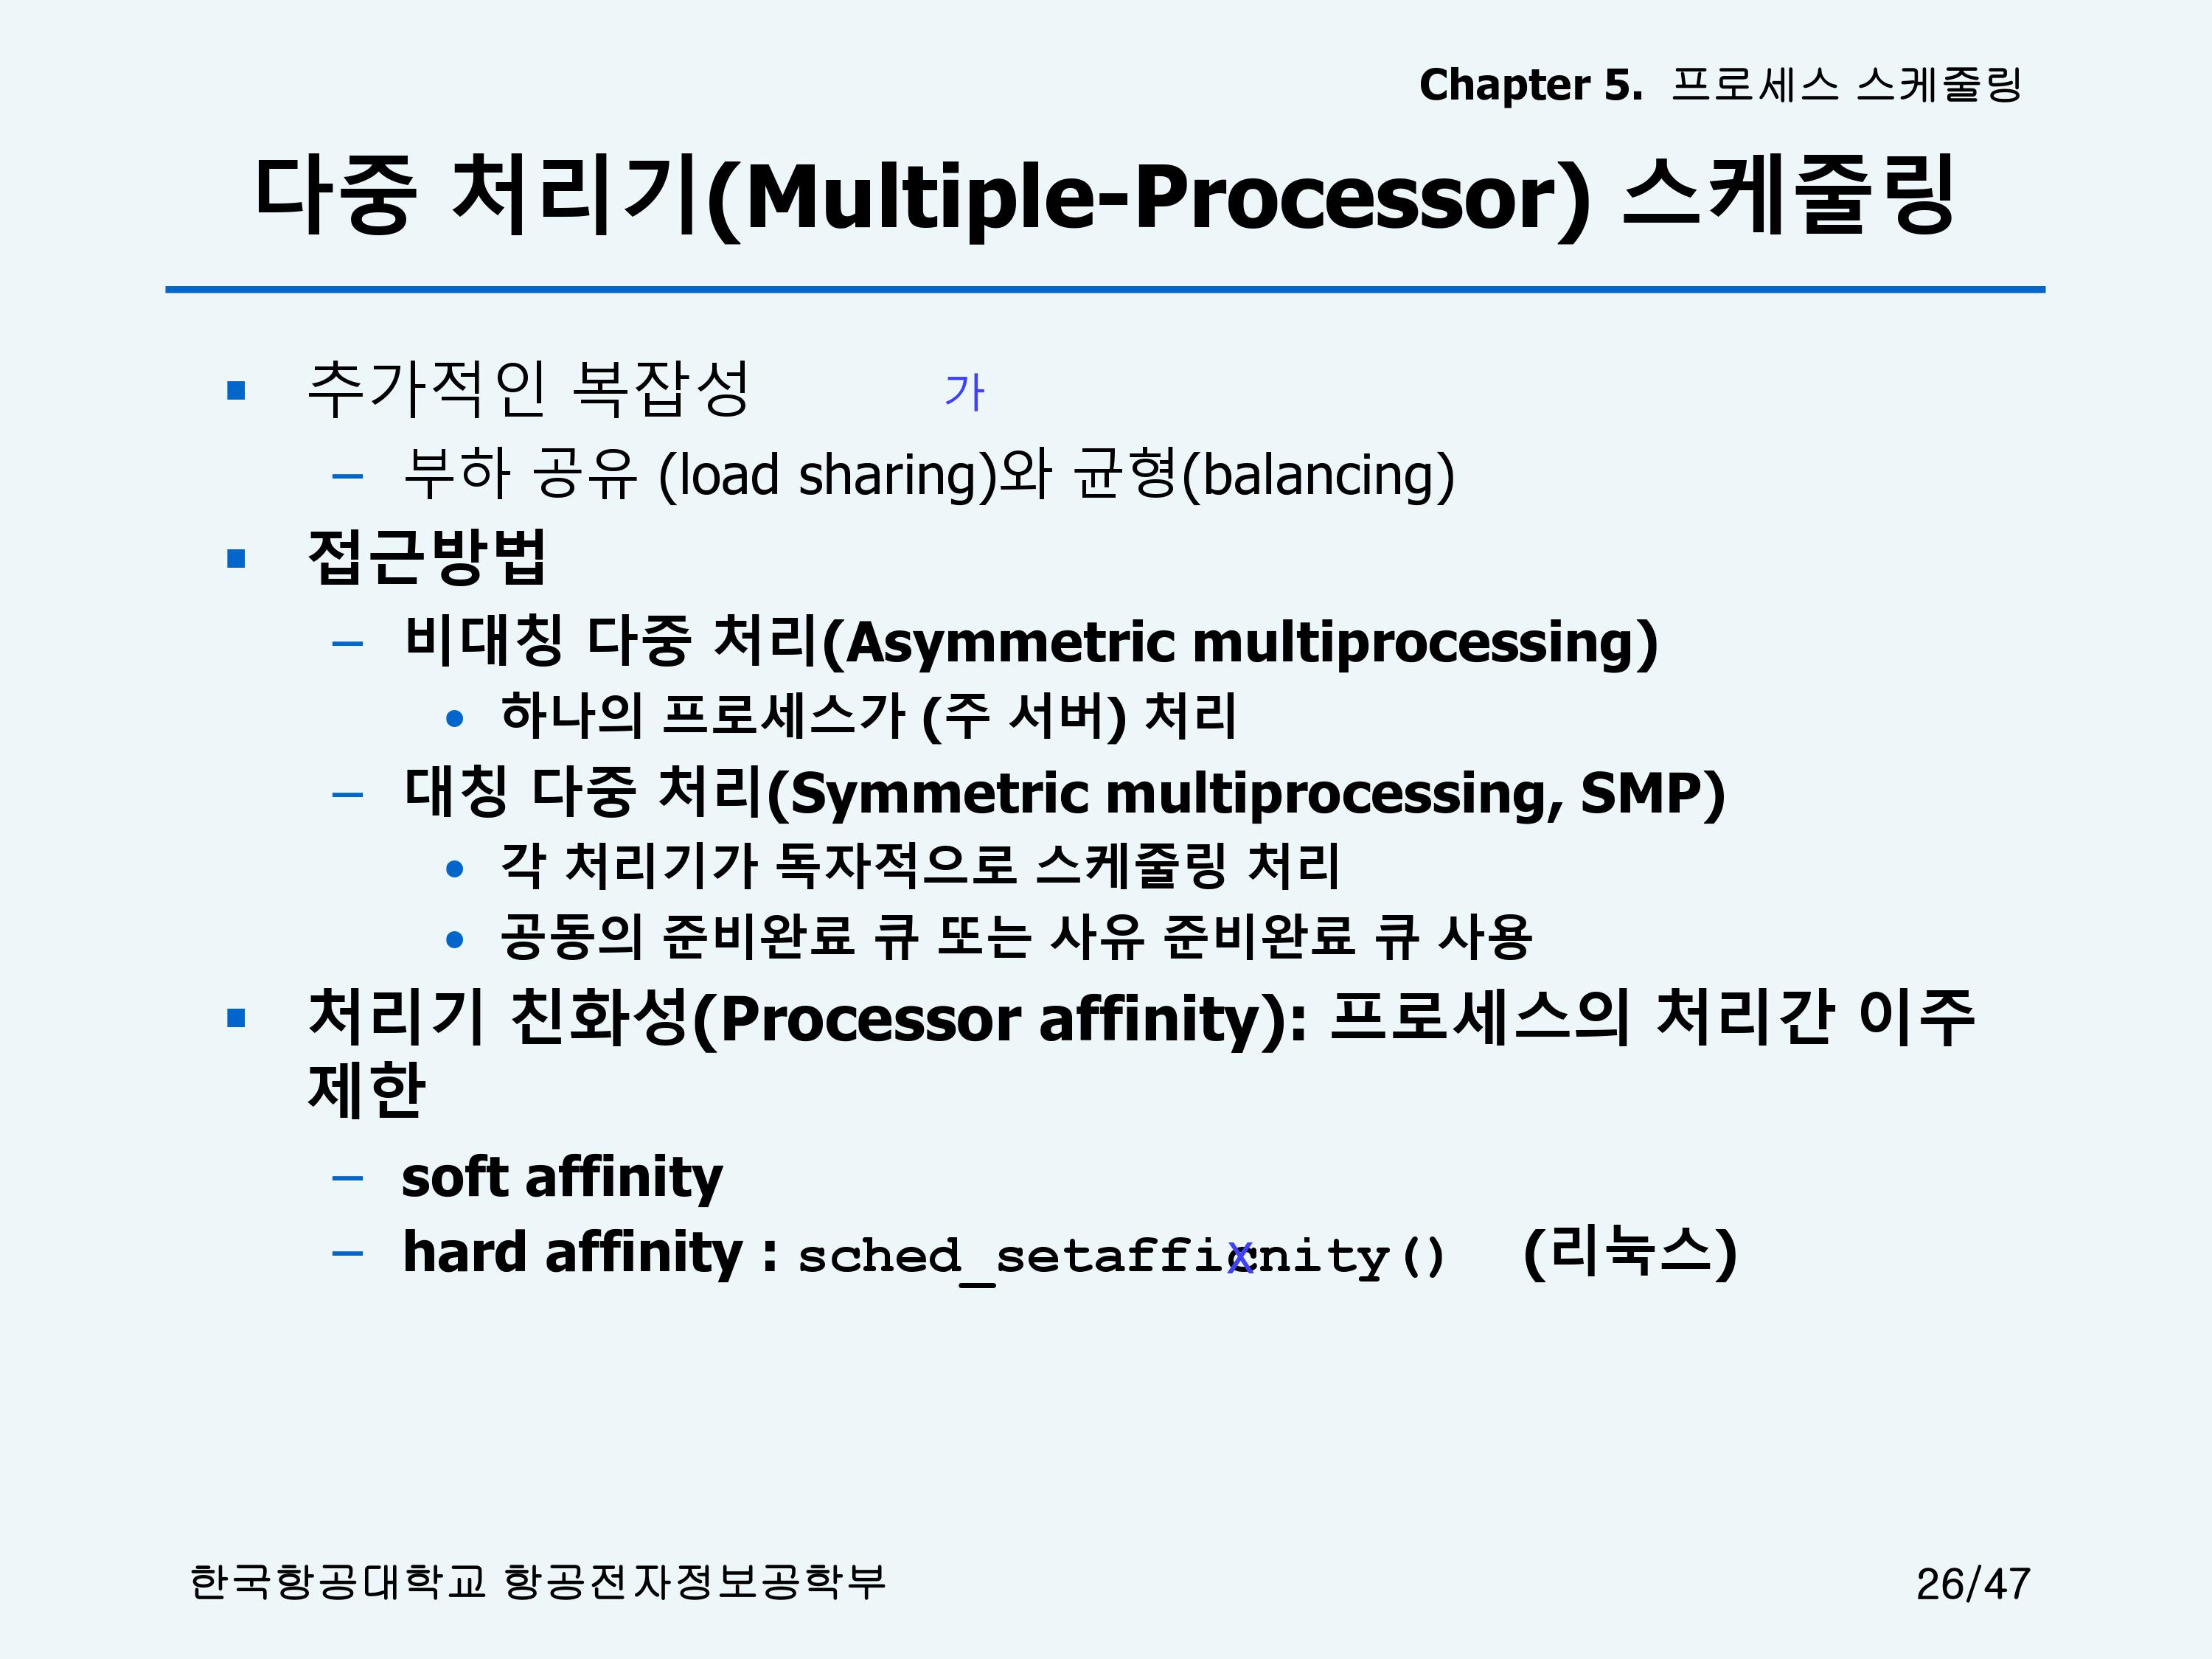 Chapter 5. 프로세스 스케줄링
다중 처리기(Multiple-Processor) 스케줄링
▪ 추가적인 복잡성 가
– 부하 공유 (load sharing)와 균형(balancing)
▪ 접근방법
– 비대칭 다중 처리(Asymmetric multiprocessing)
• 하나의 프로세스가 (주 서버) 처리
– 대칭 다중 처리(Symmetric multiprocessing, SMP)
• 각 처리기가 독자적으로 스케줄링 처리
• 공동의 준비완료 큐 또는 사유 준비완료 큐 사용
▪ 처리기 친화성(Processor affinity): 프로세스의 처리간 이주
제한
– soft affinity
– hard affinity : sched_setafficnity() (리눅스)
x
한국항공대학교 항공전자정보공학부
26/47